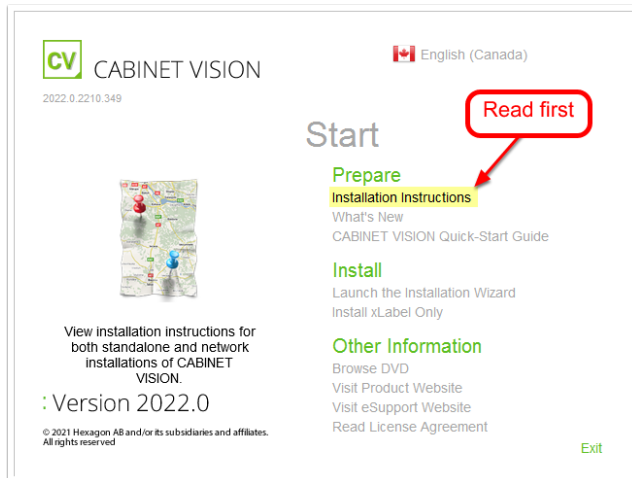 CV CABINET VISION
2022.0.2210.349
English (Canada)
Read first
Start
Prepare
Installation Instructions
What's New
CABINET VISION Quick-Start Guide
Install
Launch the Installation Wizard
Install xLabel Only
Other Information
Browse DVD
Visit Product Website
Visit eSupport Website
Read License Agreement
View installation instructions for
both standalone and network
installations of CABINET
VISION.
: Version 2022.0
© 2021 Hexagon AB and/or its subsidiaries and affiliates.
All rights reserved
Exit